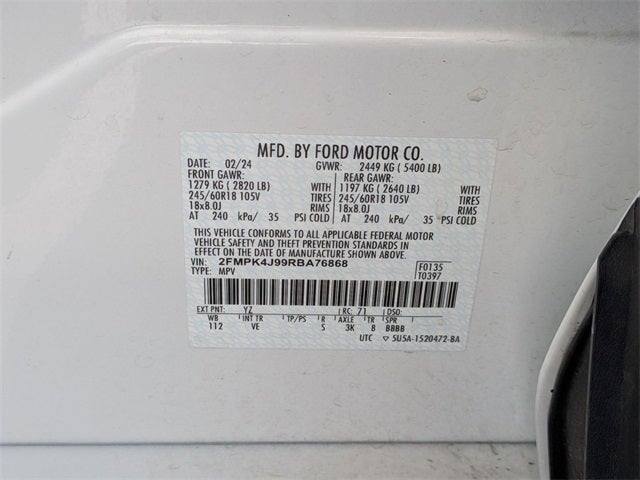 MFD. BY FORD MOTOR CO.
DATE: 02/24 GVWR: 2449 KG ( 5400 LB)
FRONT GAWR: REAR GAWR:
1279 KG ( 2820 LB) WITH 1197 KG ( 2640 LB) WITH
245/60R18 105V TIRES 245/60R18 105V TIRES
18x8.0J RIMS 18x8.0J RIMS
AT 240 kPa/ 35 PSI COLD AT 240 kPa/ 35 PSI COLD
THIS VEHICLE CONFORMS TO ALL APPLICABLE FEDERAL MOTOR
VEHICLE SAFETY AND THEFT PREVENTION STANDARDS IN
EFFECT ON THE DATE OF MANUFACTURE SHOWN ABOVE.
VIN: 2FMPK4J99RBA76868 F0135
TYPE: MPV T0397
EXT PNT: YZ RC: 71 DSO:
WB INT TR TP/PS R AXLE TR SPR
112 VE S 3K 8 BBBB
UTC ▽ 5U5A-1520472-BA